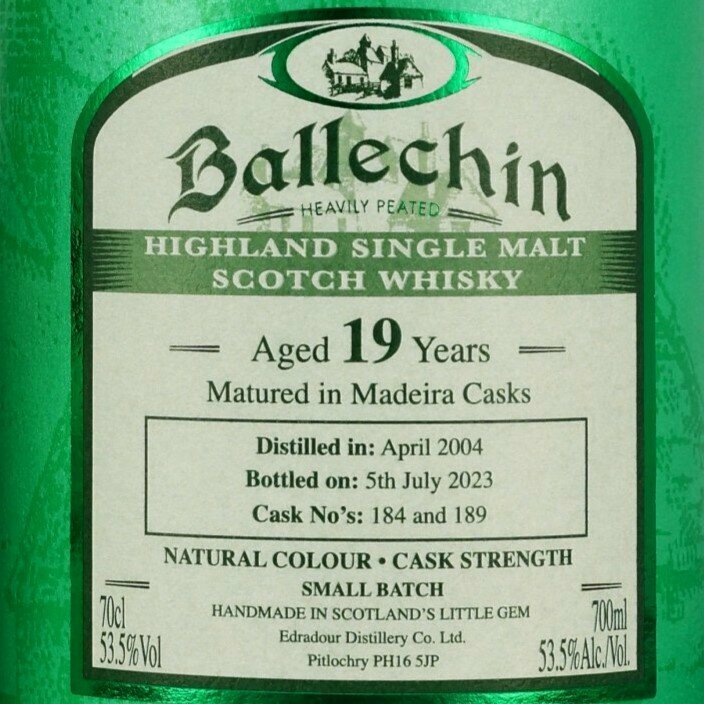 Ballechin
HEAVILY PEATED
HIGHLAND SINGLE MALT
SCOTCH WHISKY
Aged 19 Years
Matured in Madeira Casks
Distilled in: April 2004
Bottled on: 5th July 2023
Cask No's: 184 and 189
NATURAL COLOUR • CASK STRENGTH
SMALL BATCH
HANDMADE IN SCOTLAND'S LITTLE GEM
Edradour Distillery Co. Ltd.
Pitlochry PH16 5JP
70cl
53.5%Vol
700ml
53.5%Alc./Vol.